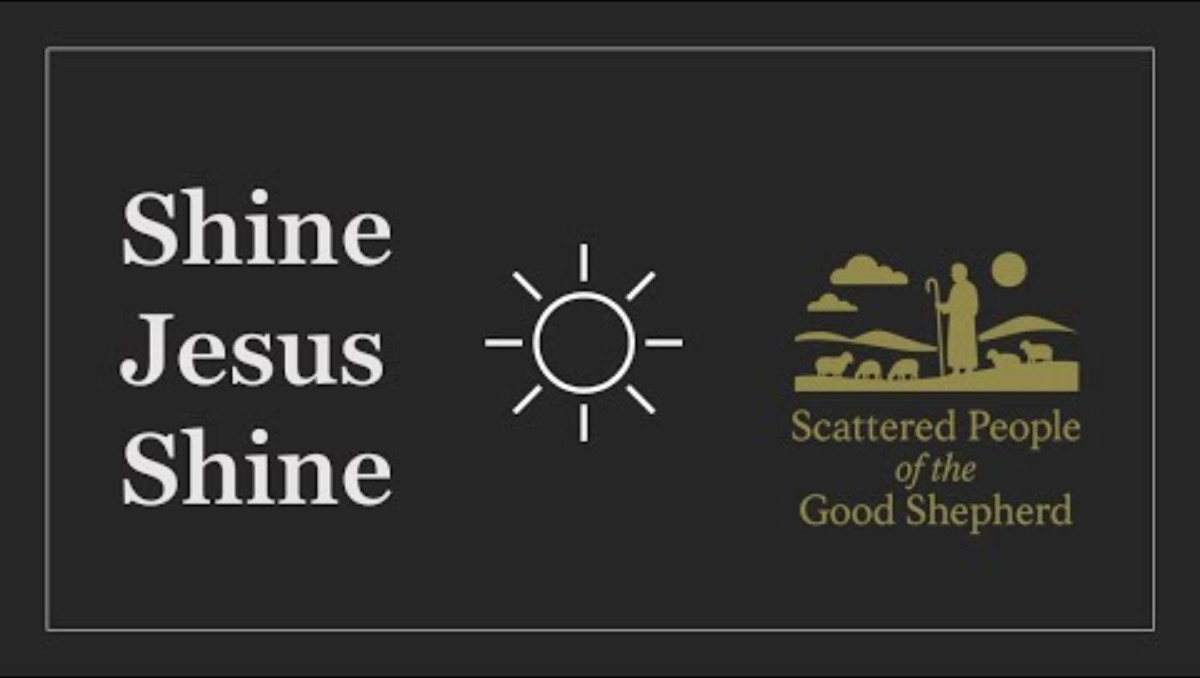 Shine
Jesus
Shine
Scattered People
of the
Good Shepherd